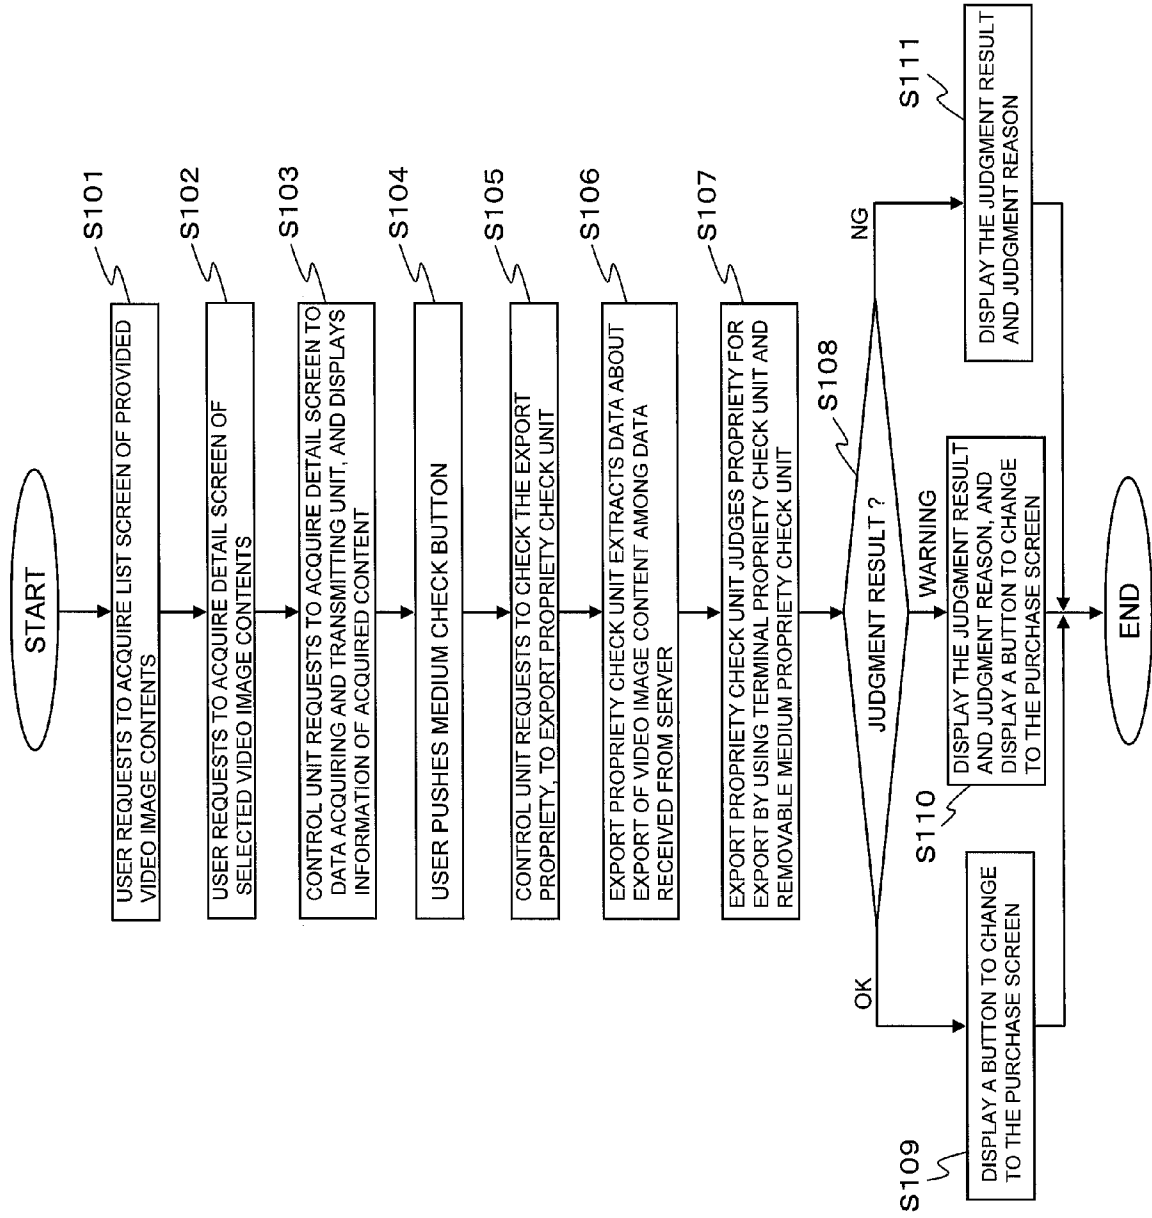 START
S101
USER REQUESTS TO ACQUIRE LIST SCREEN OF PROVIDED
VIDEO IMAGE CONTENTS
S102
USER REQUESTS TO ACQUIRE DETAIL SCREEN OF
SELECTED VIDEO IMAGE CONTENTS
S103
CONTROL UNIT REQUESTS TO ACQUIRE DETAIL SCREEN TO
DATA ACQUIRING AND TRANSMITTING UNIT, AND DISPLAYS
INFORMATION OF ACQUIRED CONTENT
S104
USER PUSHES MEDIUM CHECK BUTTON
S105
CONTROL UNIT REQUESTS TO CHECK THE EXPORT
PROPRIETY, TO EXPORT PROPRIETY CHECK UNIT
S106
EXPORT PROPRIETY CHECK UNIT EXTRACTS DATA ABOUT
EXPORT OF VIDEO IMAGE CONTENT AMONG DATA
RECEIVED FROM SERVER
S107
EXPORT PROPRIETY CHECK UNIT JUDGES PROPRIETY FOR
EXPORT BY USING TERMINAL PROPRIETY CHECK UNIT AND
REMOVABLE MEDIUM PROPRIETY CHECK UNIT
S108
JUDGMENT RESULT ?
OK
WARNING
NG
S109
DISPLAY A BUTTON TO CHANGE
TO THE PURCHASE SCREEN
S110
DISPLAY THE JUDGMENT RESULT
AND JUDGMENT REASON, AND
DISPLAY A BUTTON TO CHANGE
TO THE PURCHASE SCREEN
S111
DISPLAY THE JUDGMENT RESULT
AND JUDGMENT REASON
END